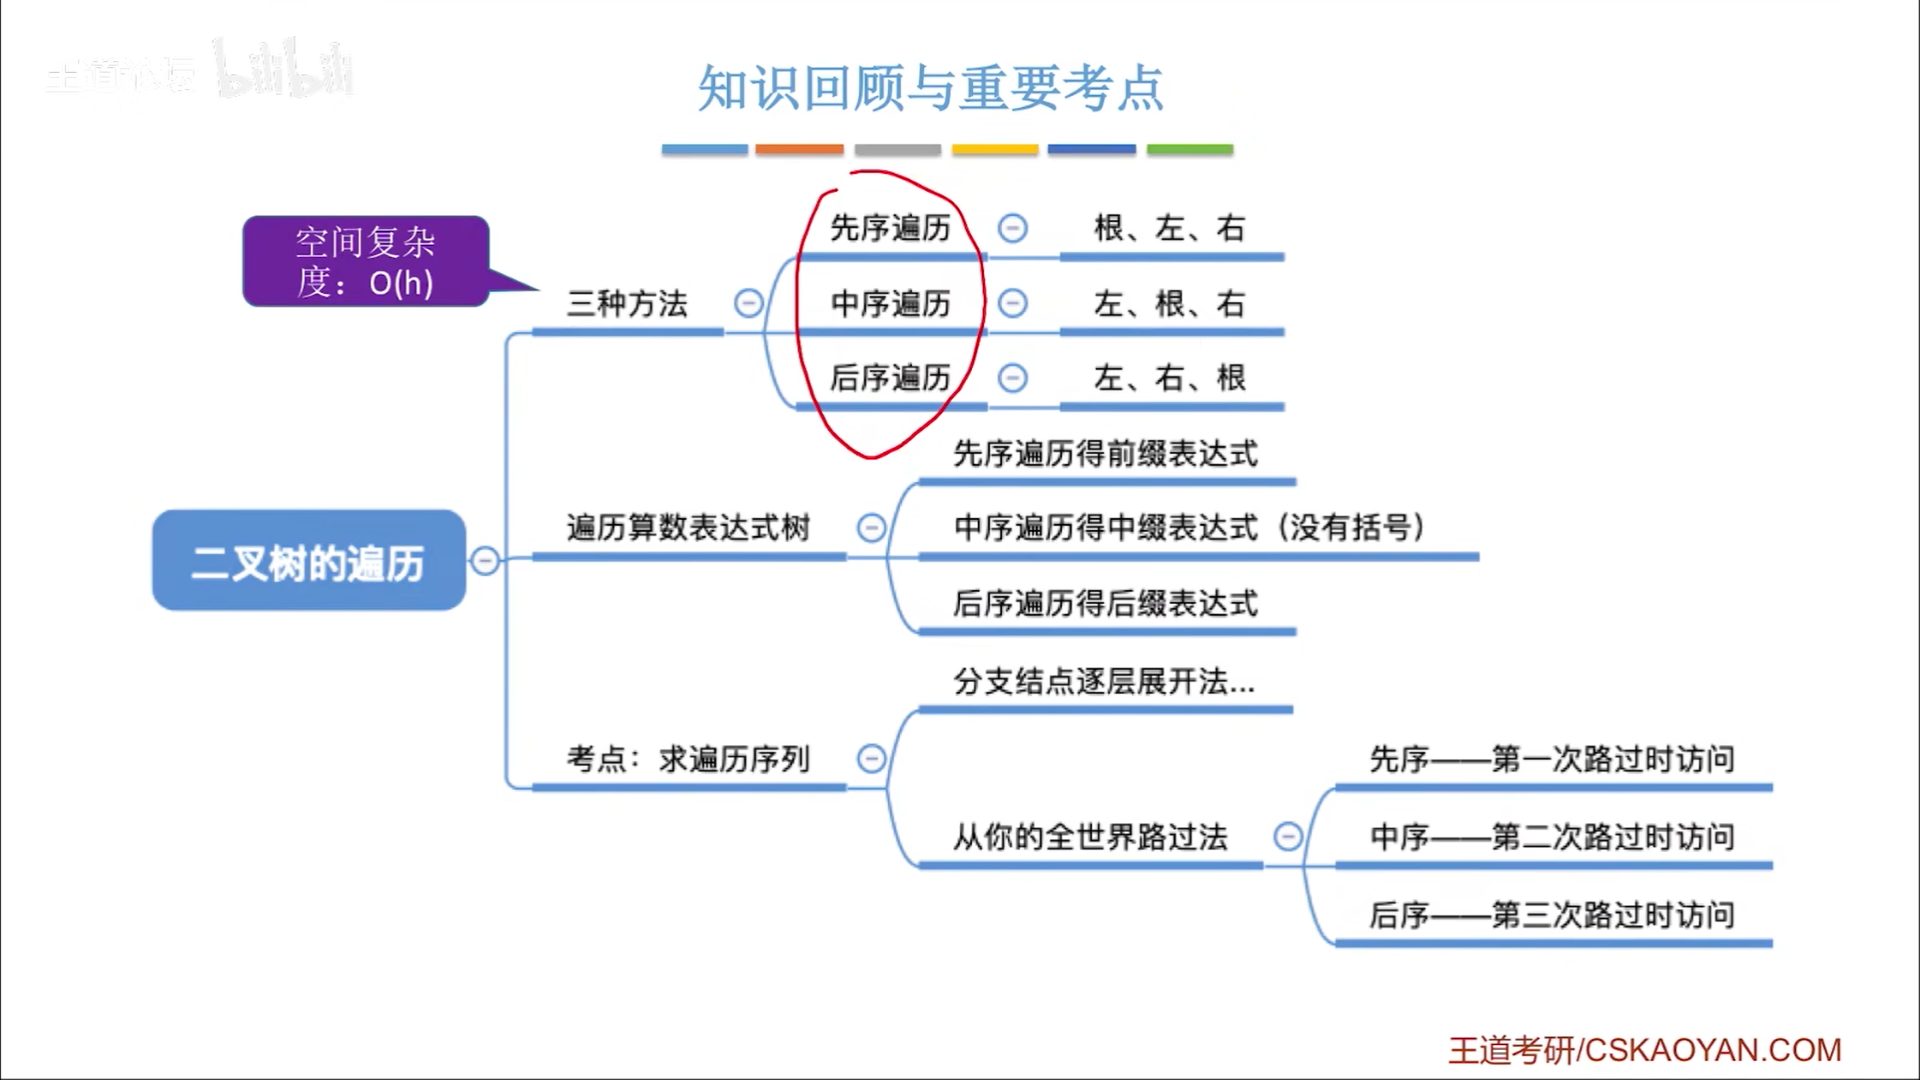 王道论坛 bilibili
知识回顾与重要考点
空间复杂
度：O(h)
三种方法
先序遍历
根、左、右
中序遍历
左、根、右
后序遍历
左、右、根
二叉树的遍历
遍历算数表达式树
先序遍历得前缀表达式
中序遍历得中缀表达式（没有括号）
后序遍历得后缀表达式
考点：求遍历序列
分支结点逐层展开法...
从你的全世界路过法
先序——第一次路过时访问
中序——第二次路过时访问
后序——第三次路过时访问
王道考研/CSKAOYAN.COM